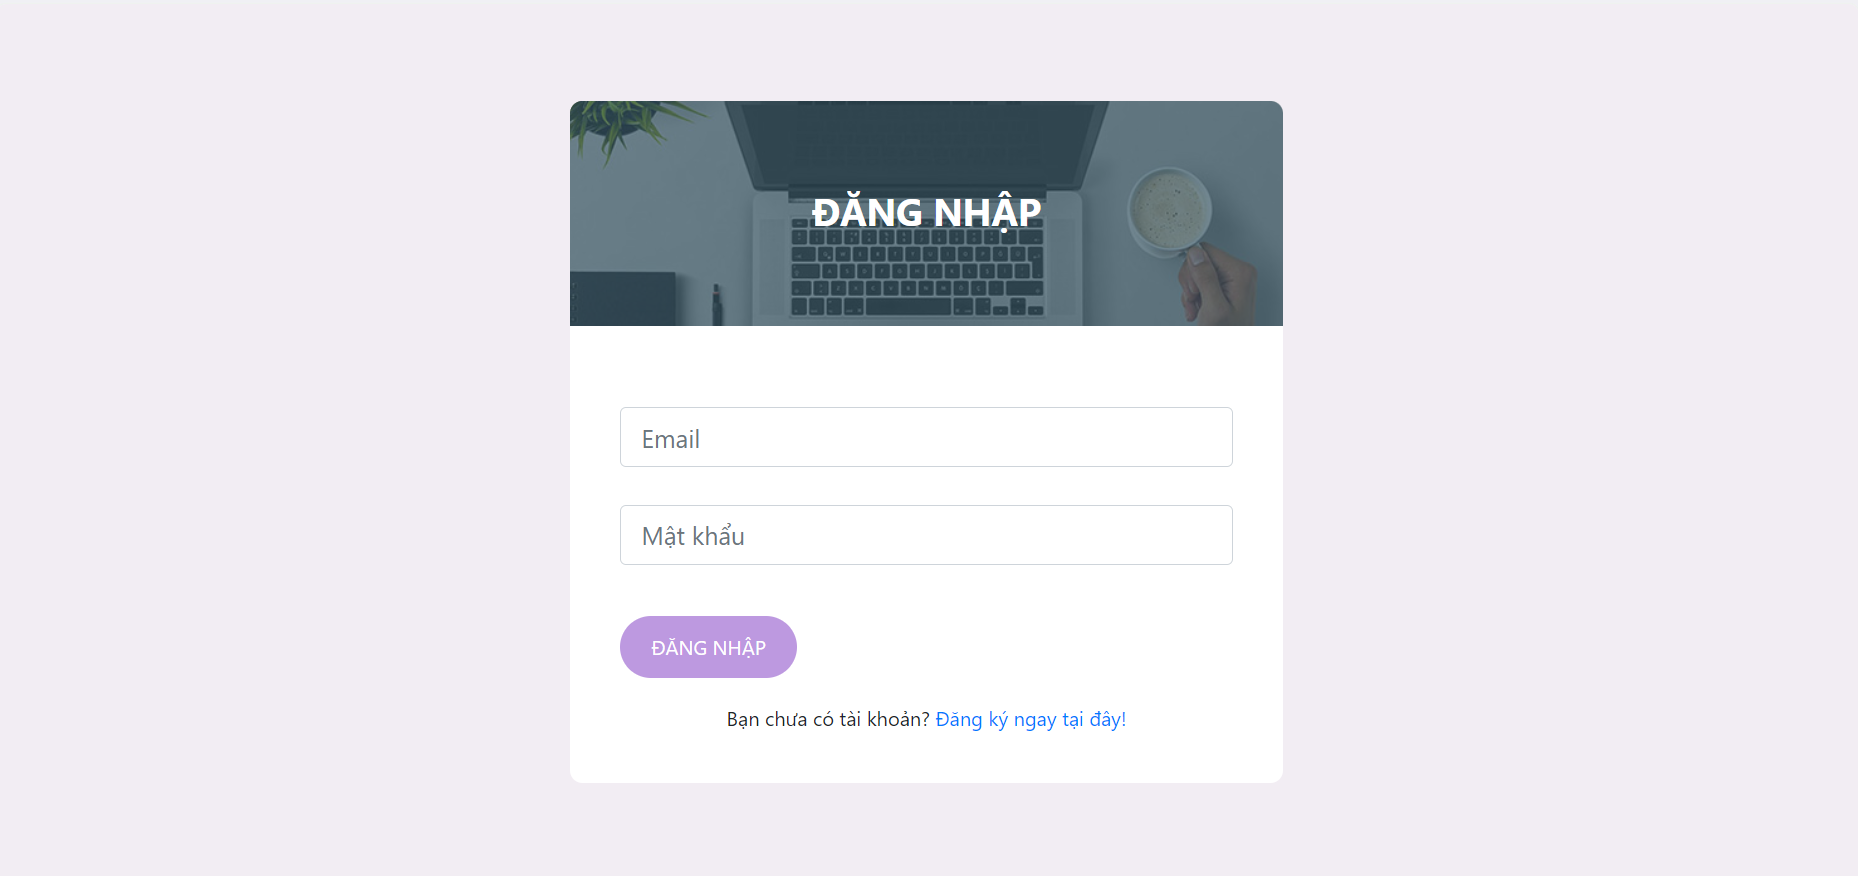 ĐĂNG NHẬP
Email
Mật khẩu
ĐĂNG NHẬP
Bạn chưa có tài khoản? Đăng ký ngay tại đây!